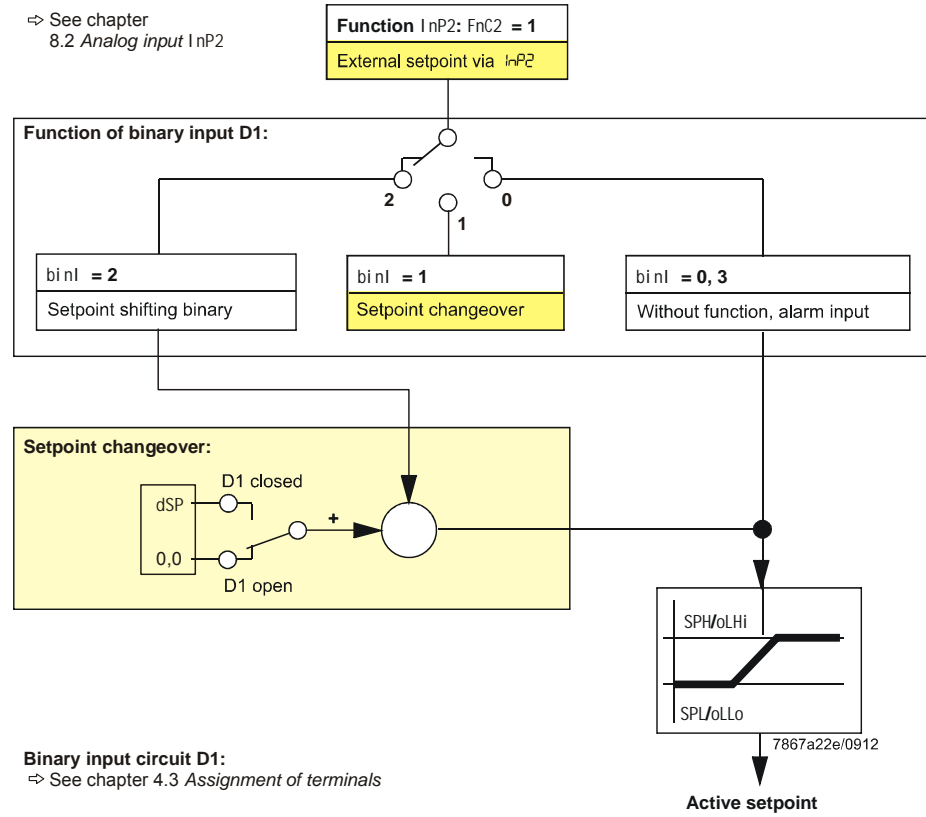 ⇨ See chapter
8.2 Analog input InP2
Function InP2: FnC2 = 1
External setpoint via InP2
Function of binary input D1:
2
0
1
binI = 2
Setpoint shifting binary
binI = 1
Setpoint changeover
binI = 0, 3
Without function, alarm input
Setpoint changeover:
D1 closed
dSP
+
0,0
D1 open
SPH/oLHi
SPL/oLLo
7867a22e/0912
Binary input circuit D1:
⇨ See chapter 4.3 Assignment of terminals
Active setpoint